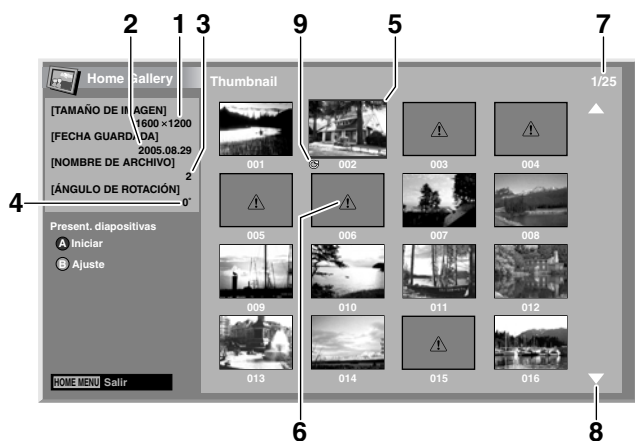 2 1 3 9 5 7
Home Gallery
Thumbnail
1/25
[TAMAÑO DE IMAGEN]
1600×1200
[FECHA GUARDADA]
2005.08.29
[NOMBRE DE ARCHIVO]
2
[ÁNGULO DE ROTACIÓN]
4
0°
Present. diapositivas
A Iniciar
B Ajuste
001 002 003 004
005 006 007 008
009 010 011 012
013 014 015 016
HOME MENU Salir
6 8